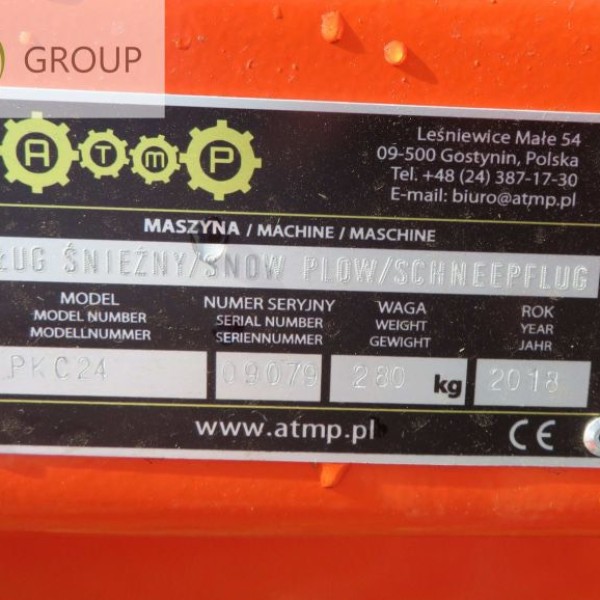 GROUP
ATMP
Leśniewice Małe 54
09-500 Gostynin, Polska
Tel. +48 (24) 387-17-30
E-mail: biuro@atmp.pl
MASZYNA / MACHINE / MASCHINE
ŁUG ŚNIEŻNY/SNOW PLOW/SCHNEEPFLUG
MODEL
MODEL NUMBER
MODELLNUMMER
NUMER SERYJNY
SERIAL NUMBER
SERIENNUMMER
WAGA
WEIGHT
GEWIGHT
ROK
YEAR
JAHR
PKC24
09079
280 kg
2018
www.atmp.pl
CE